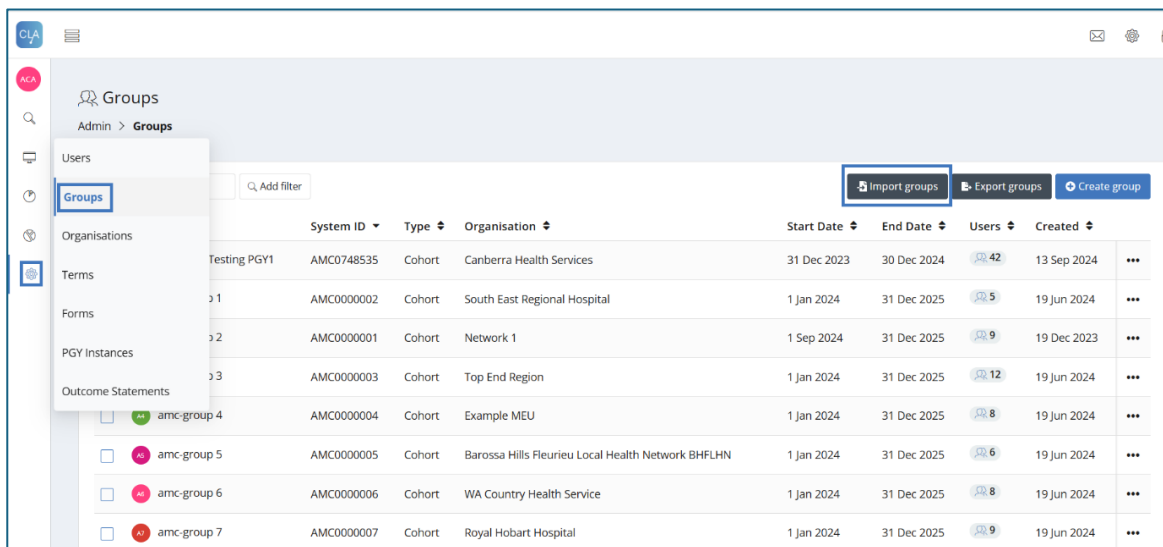 CLA
ACA
Groups
Admin > Groups
Users
Groups
Organisations
Terms
Forms
PGY Instances
Outcome Statements
Add filter
Import groups
Export groups
Create group
System ID Type Organisation Start Date End Date Users Created
Testing PGY1 AMC0748535 Cohort Canberra Health Services 31 Dec 2023 30 Dec 2024 42 13 Sep 2024
1 AMC0000002 Cohort South East Regional Hospital 1 Jan 2024 31 Dec 2025 5 19 Jun 2024
2 AMC0000001 Cohort Network 1 1 Sep 2024 31 Dec 2025 9 19 Dec 2023
3 AMC0000003 Cohort Top End Region 1 Jan 2024 31 Dec 2025 12 19 Jun 2024
A4 amc-group 4 AMC0000004 Cohort Example MEU 1 Jan 2024 31 Dec 2025 8 19 Jun 2024
A5 amc-group 5 AMC0000005 Cohort Barossa Hills Fleurieu Local Health Network BHFLHN 1 Jan 2024 31 Dec 2025 6 19 Jun 2024
A6 amc-group 6 AMC0000006 Cohort WA Country Health Service 1 Jan 2024 31 Dec 2025 8 19 Jun 2024
A7 amc-group 7 AMC0000007 Cohort Royal Hobart Hospital 1 Jan 2024 31 Dec 2025 9 19 Jun 2024